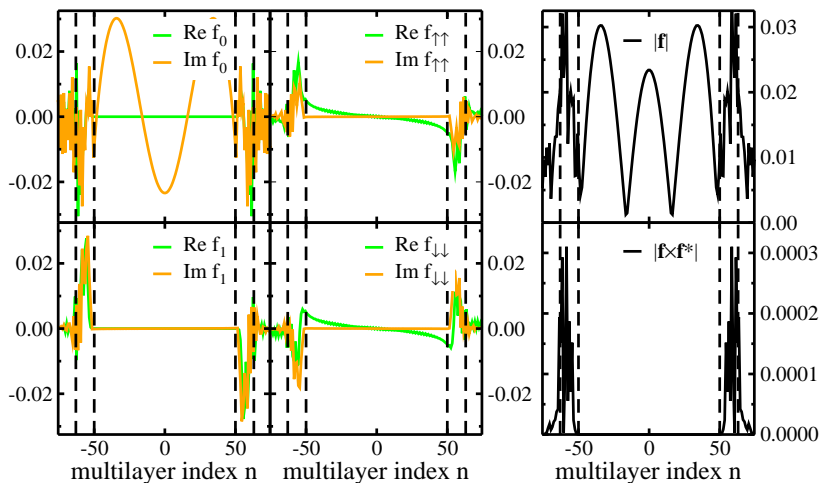 0.02
0.00
-0.02
Re f₀
Im f₀
Re f↑↑
Im f↑↑
0.02
0.00
-0.02
|f|
0.03
0.02
0.01
0.00
0.02
0.00
-0.02
Re f₁
Im f₁
Re f↓↓
Im f↓↓
0.02
0.00
-0.02
|f×f*|
0.0003
0.0002
0.0001
0.0000
-50 0 50
-50 0 50
-50 0 50
multilayer index n
multilayer index n
multilayer index n